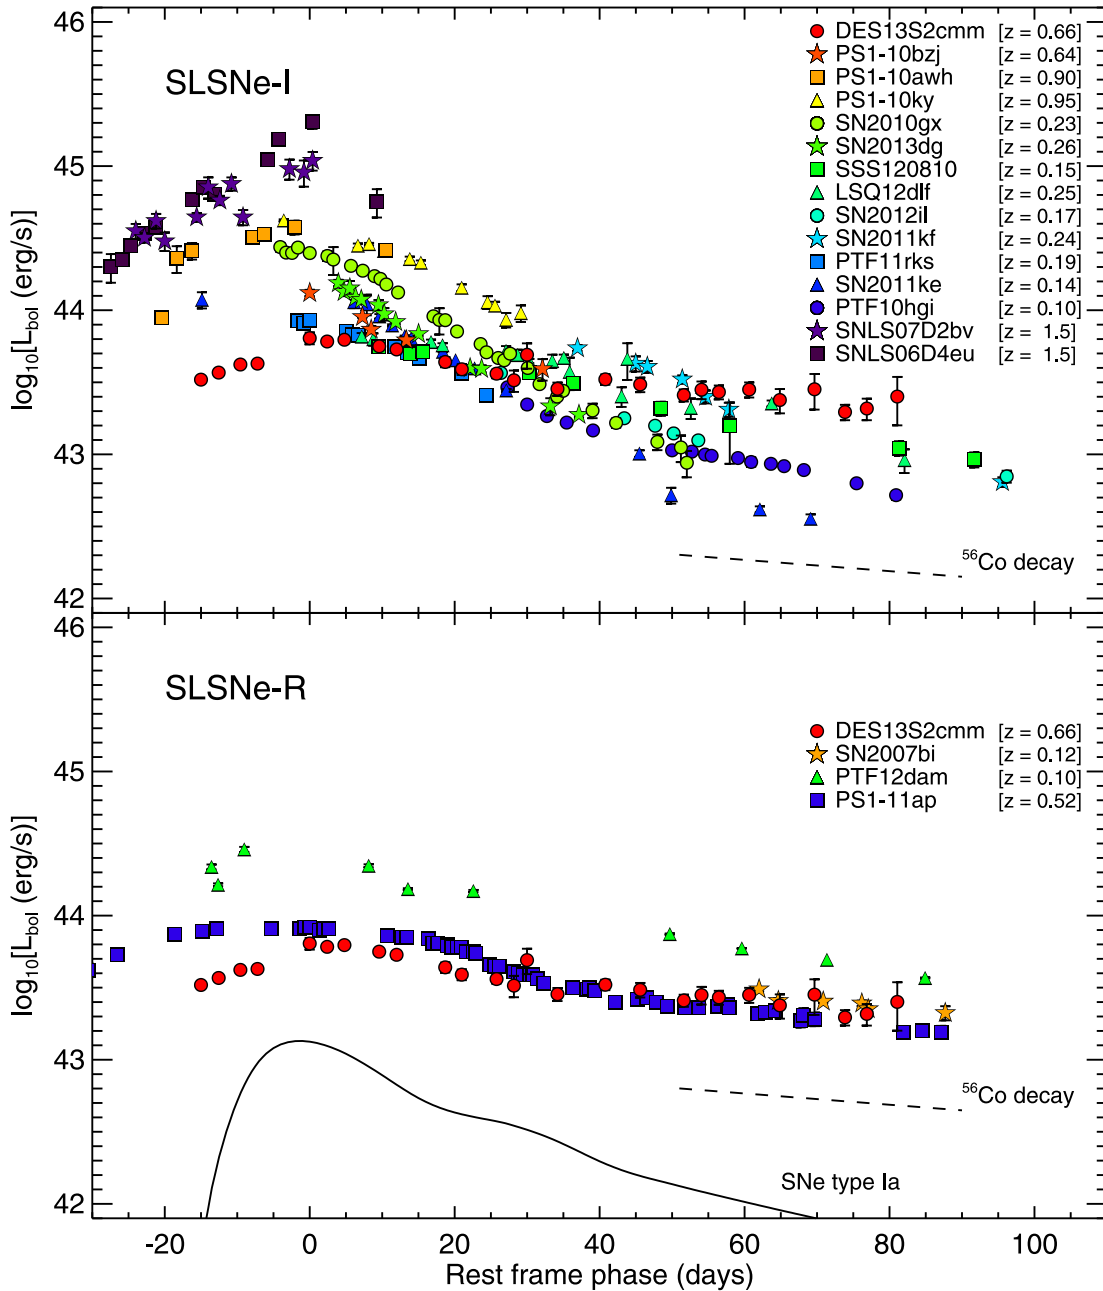 46
45
44
43
42
log₁₀[L_bol (erg/s)]
SLSNe-I
DES13S2cmm [z = 0.66]
PS1-10bzj [z = 0.64]
PS1-10awh [z = 0.90]
PS1-10ky [z = 0.95]
SN2010gx [z = 0.23]
SN2013dg [z = 0.26]
SSS120810 [z = 0.15]
LSQ12dlf [z = 0.25]
SN2012il [z = 0.17]
SN2011kf [z = 0.24]
PTF11rks [z = 0.19]
SN2011ke [z = 0.14]
PTF10hgi [z = 0.10]
SNLS07D2bv [z = 1.5]
SNLS06D4eu [z = 1.5]
⁵⁶Co decay
46
45
44
43
42
log₁₀[L_bol (erg/s)]
SLSNe-R
DES13S2cmm [z = 0.66]
SN2007bi [z = 0.12]
PTF12dam [z = 0.10]
PS1-11ap [z = 0.52]
⁵⁶Co decay
SNe type Ia
-20 0 20 40 60 80 100
Rest frame phase (days)